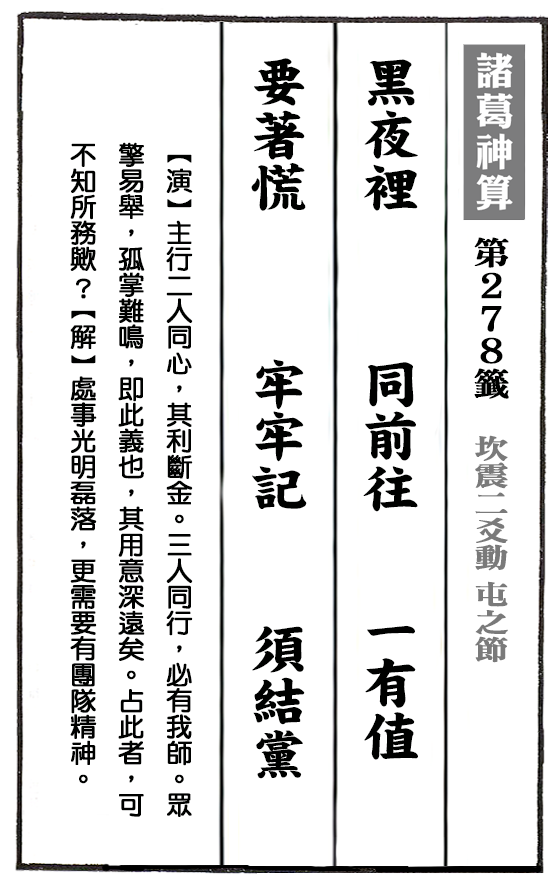 諸葛神算 第278籤 坎震二爻動 屯之節
黑夜裡 同前往 一有值
要著慌 牢牢記 須結黨
【演】主行二人同心，其利斷金。三人同行，必有我師。眾
擎易舉，孤掌難鳴，即此義也，其用意深遠矣。占此者，可
不知所務歟？【解】處事光明磊落，更需要有團隊精神。